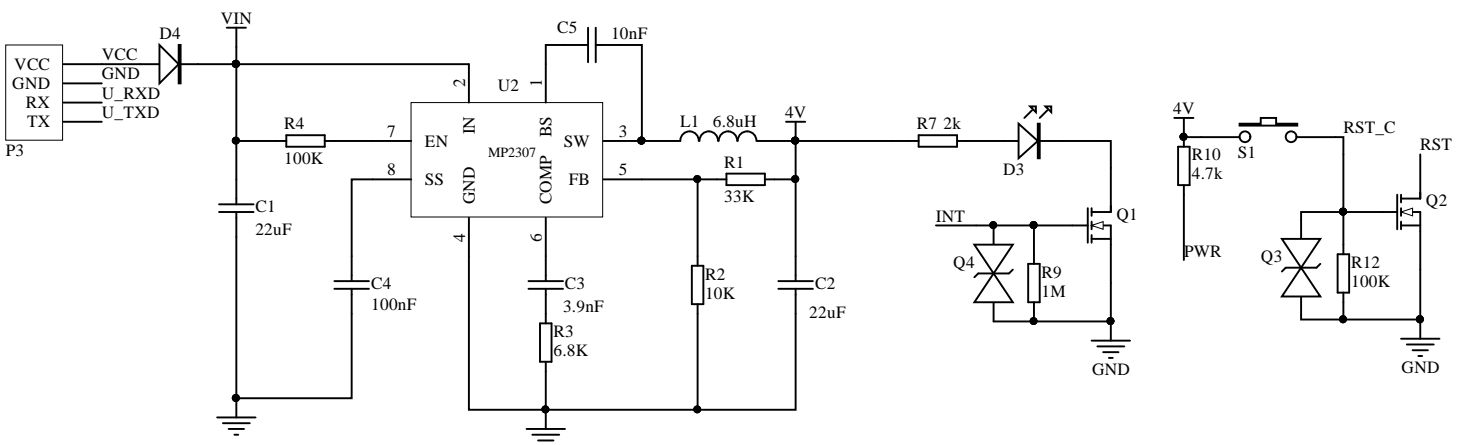 VIN
D4
C5
10nF
VCC
VCC
GND
GND
RX
U_RXD
TX
U_TXD
P3
2
U2
1
R4
100K
7
EN
IN
BS
SW
3
L1
6.8uH
4V
R7 2k
D3
4V
S1
RST_C
RST
R10
4.7k
MP2307
8
SS
GND
COMP
FB
5
R1
33K
C1
22uF
4
6
INT
Q1
Q2
PWR
Q4
R9
1M
Q3
R12
100K
C4
100nF
C3
3.9nF
R2
10K
C2
22uF
R3
6.8K
GND
GND